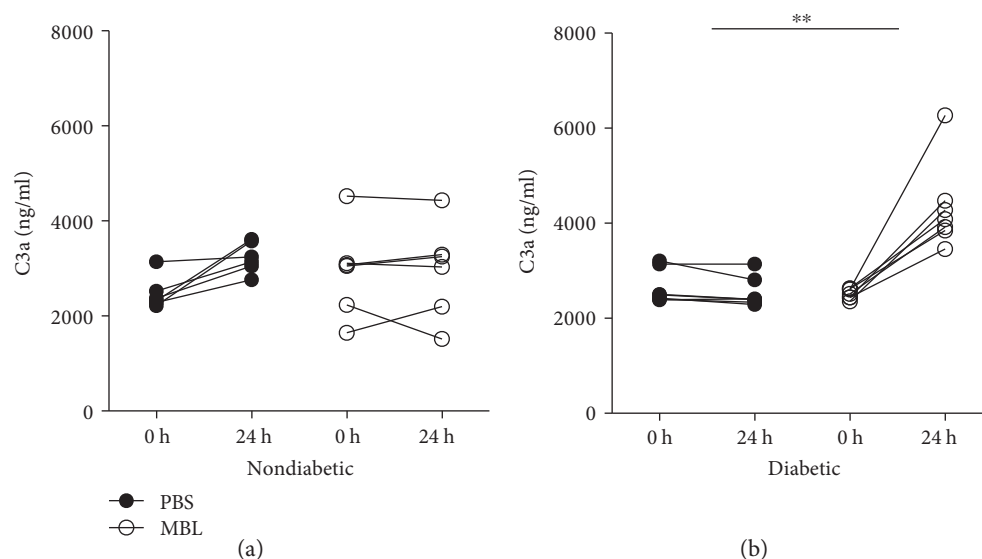 8000
6000
4000
2000
0
C3a (ng/ml)
0 h
24 h
0 h
24 h
Nondiabetic
PBS
MBL
(a)
**
8000
6000
4000
2000
0
C3a (ng/ml)
0 h
24 h
0 h
24 h
Diabetic
(b)